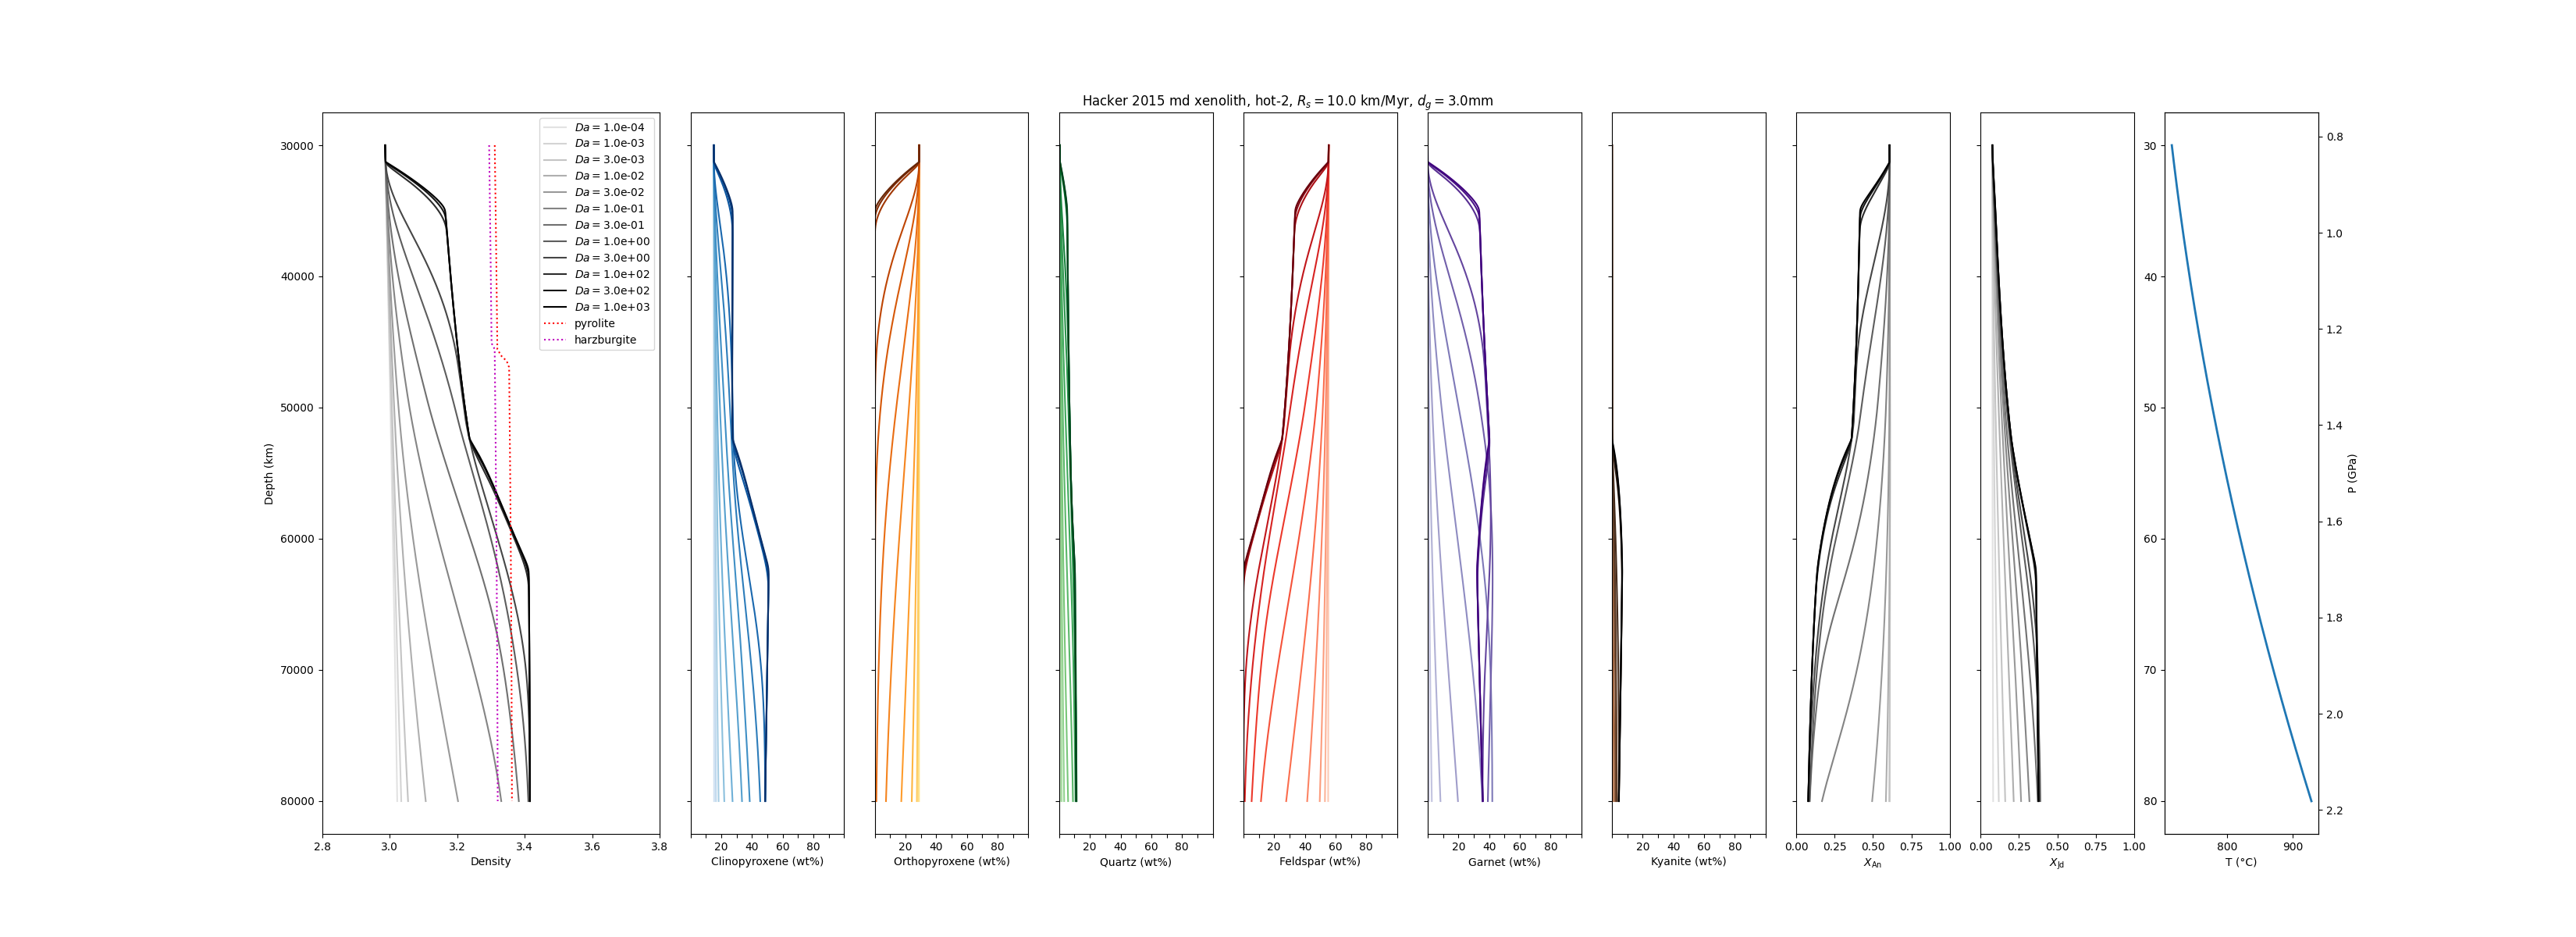 Hacker 2015 md xenolith, hot-2, R_s = 10.0 km/Myr, d_g = 3.0mm
Da = 1.0e-04
Da = 1.0e-03
Da = 3.0e-03
Da = 1.0e-02
Da = 3.0e-02
Da = 1.0e-01
Da = 3.0e-01
Da = 1.0e+00
Da = 3.0e+00
Da = 1.0e+02
Da = 3.0e+02
Da = 1.0e+03
pyrolite
harzburgite
Depth (km)
30000
40000
50000
60000
70000
80000
2.8 3.0 3.2 3.4 3.6 3.8
Density
20 40 60 80
Clinopyroxene (wt%)
20 40 60 80
Orthopyroxene (wt%)
20 40 60 80
Quartz (wt%)
20 40 60 80
Feldspar (wt%)
20 40 60 80
Garnet (wt%)
20 40 60 80
Kyanite (wt%)
0.00 0.25 0.50 0.75 1.00
X_An
0.00 0.25 0.50 0.75 1.00
X_Jd
30
40
50
60
70
80
800 900
T (°C)
0.8
1.0
1.2
1.4
1.6
1.8
2.0
2.2
P (GPa)